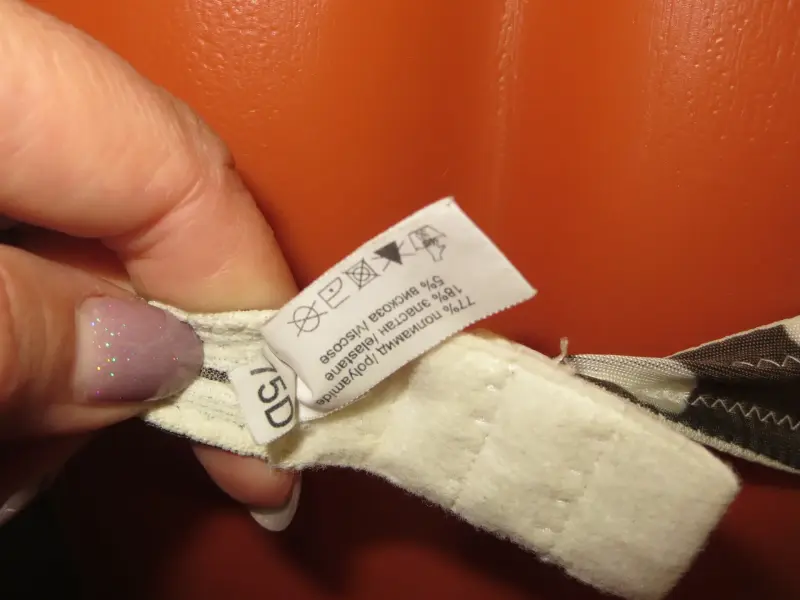 77% полиамид /polyamide
18% эластан /elastane
5% вискоза /viscose
75D